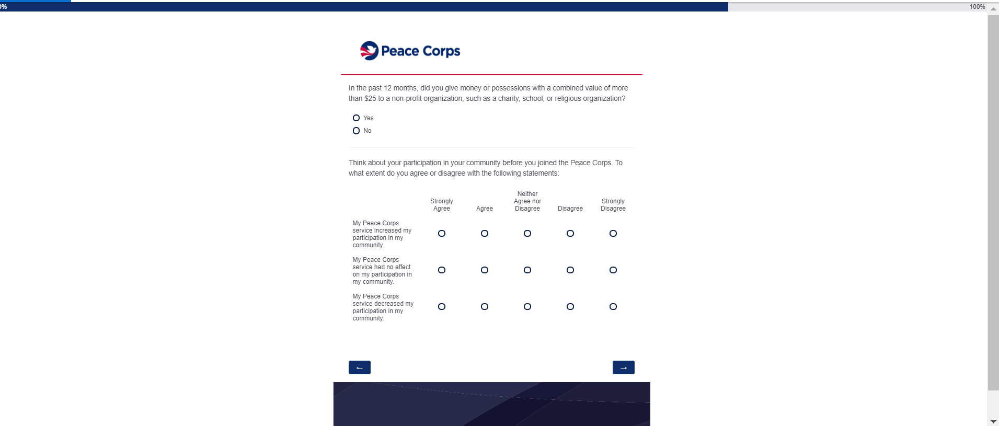 0%
100%
Peace Corps
In the past 12 months, did you give money or possessions with a combined value of more
than $25 to a non-profit organization, such as a charity, school, or religious organization?
Yes
No
Think about your participation in your community before you joined the Peace Corps. To
what extent do you agree or disagree with the following statements:
Strongly
Agree
Agree
Neither
Agree nor
Disagree
Disagree
Strongly
Disagree
My Peace Corps
service increased my
participation in my
community.
My Peace Corps
service had no effect
on my participation in
my community.
My Peace Corps
service decreased my
participation in my
community.
←
→